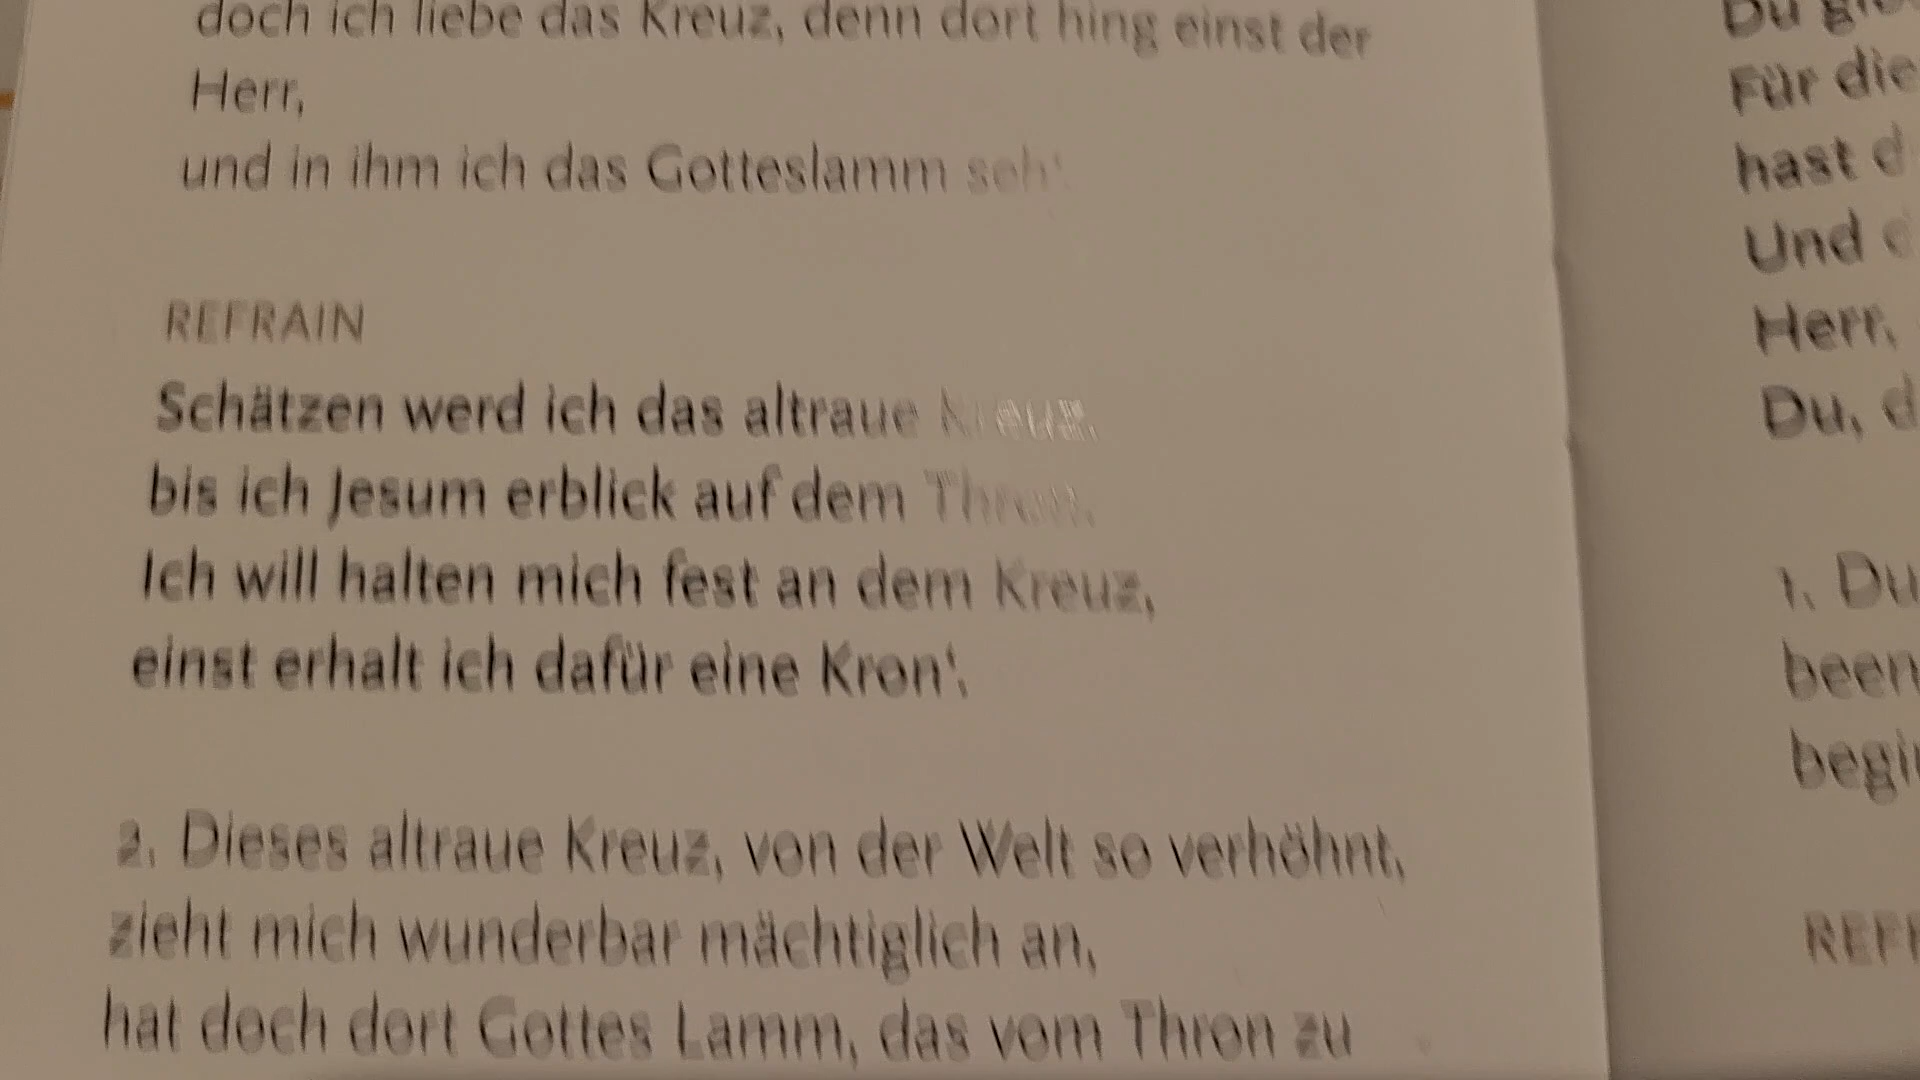 doch ich liebe das Kreuz, denn dort hing einst der
Herr,
und in ihm ich das Gotteslamm seh'.
REFRAIN
Schätzen werd ich das altraue Kreuz,
bis ich Jesum erblick auf dem Thron.
Ich will halten mich fest an dem Kreuz,
einst erhalt ich dafür eine Kron'.
2. Dieses altraue Kreuz, von der Welt so verhöhnt,
zieht mich wunderbar mächtiglich an,
hat doch dort Gottes Lamm, das vom Thron zu
Für die
hast
Und
Herr,
Du,
1. Du